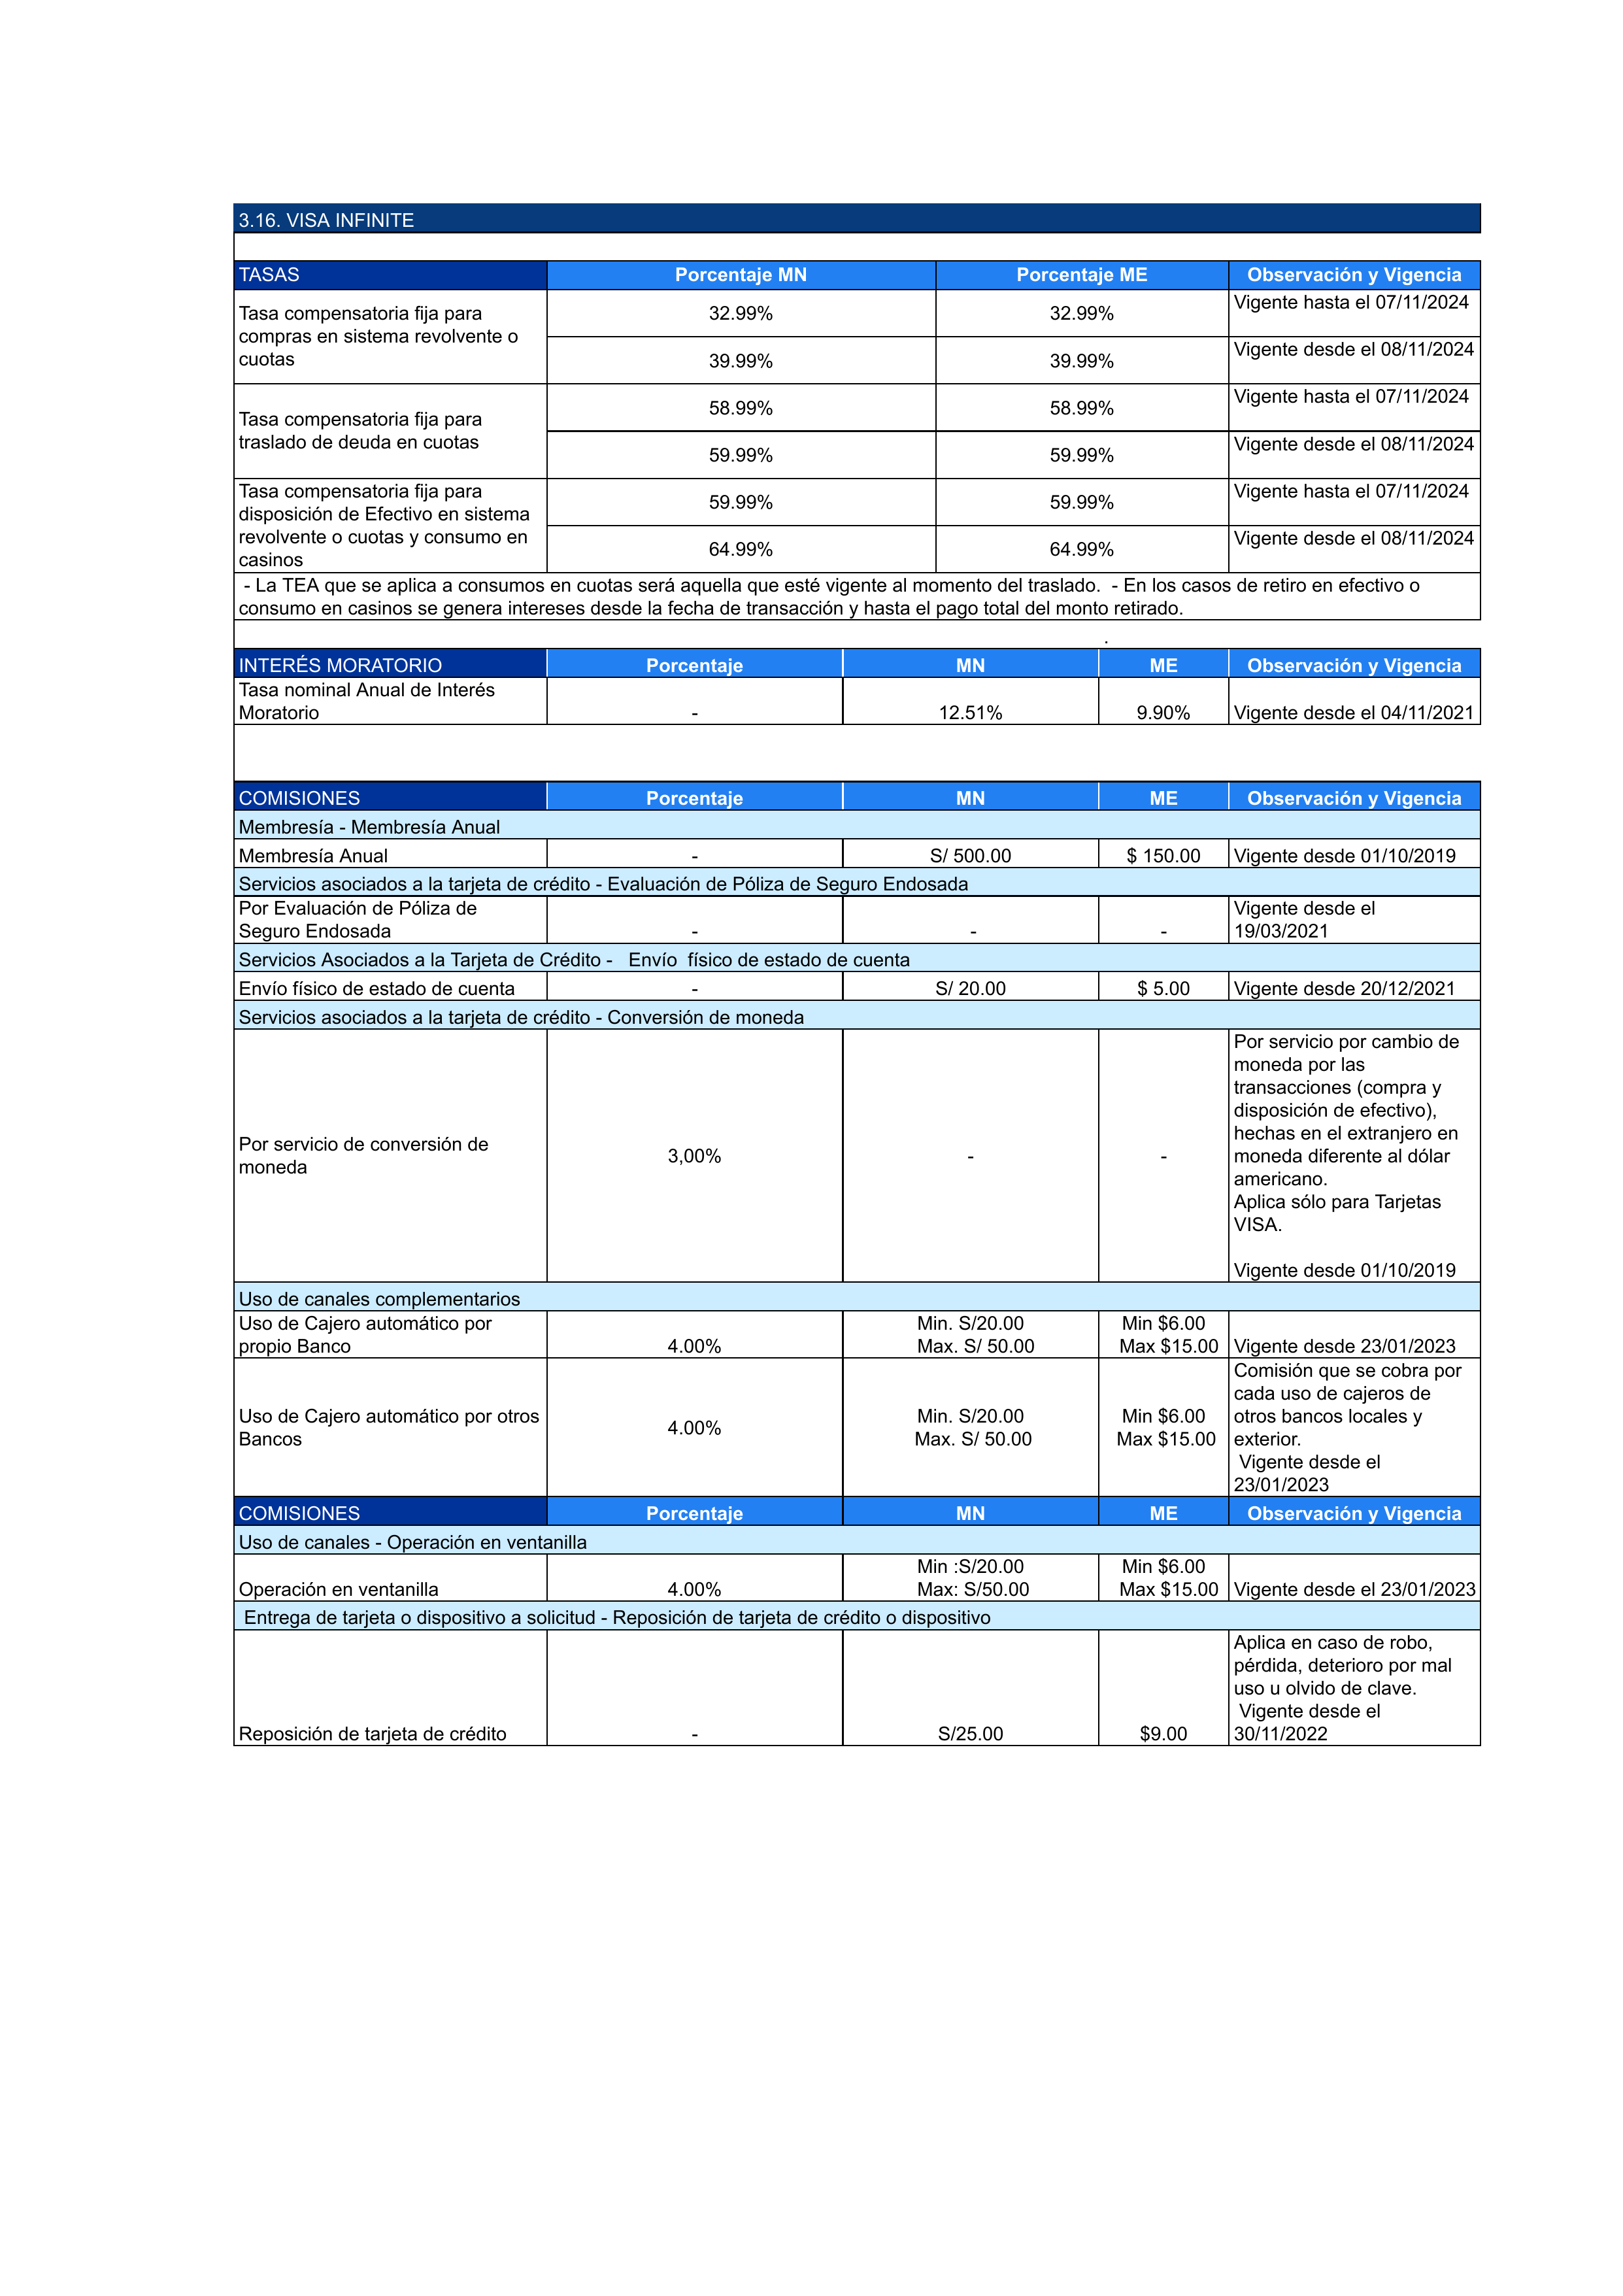 3.16. VISA INFINITE
TASAS Porcentaje MN Porcentaje ME Observación y Vigencia
Tasa compensatoria fija para
compras en sistema revolvente o
cuotas
32.99% 32.99% Vigente hasta el 07/11/2024
39.99% 39.99% Vigente desde el 08/11/2024
Tasa compensatoria fija para
traslado de deuda en cuotas
58.99% 58.99% Vigente hasta el 07/11/2024
59.99% 59.99% Vigente desde el 08/11/2024
Tasa compensatoria fija para
disposición de Efectivo en sistema
revolvente o cuotas y consumo en
casinos
59.99% 59.99% Vigente hasta el 07/11/2024
64.99% 64.99% Vigente desde el 08/11/2024
- La TEA que se aplica a consumos en cuotas será aquella que esté vigente al momento del traslado.  - En los casos de retiro en efectivo o
consumo en casinos se genera intereses desde la fecha de transacción y hasta el pago total del monto retirado.
.
INTERÉS MORATORIO Porcentaje MN ME Observación y Vigencia
Tasa nominal Anual de Interés
Moratorio - 12.51% 9.90% Vigente desde el 04/11/2021
COMISIONES Porcentaje MN ME Observación y Vigencia
Membresía - Membresía Anual
Membresía Anual - S/ 500.00 $ 150.00 Vigente desde 01/10/2019
Servicios asociados a la tarjeta de crédito - Evaluación de Póliza de Seguro Endosada
Por Evaluación de Póliza de
Seguro Endosada - - -
Vigente desde el
19/03/2021
Servicios Asociados a la Tarjeta de Crédito -   Envío  físico de estado de cuenta
Envío físico de estado de cuenta - S/ 20.00 $ 5.00 Vigente desde 20/12/2021
Servicios asociados a la tarjeta de crédito - Conversión de moneda
Por servicio de conversión de
moneda
3,00% - -
Por servicio por cambio de
moneda por las
transacciones (compra y
disposición de efectivo),
hechas en el extranjero en
moneda diferente al dólar
americano.
Aplica sólo para Tarjetas
VISA.
Vigente desde 01/10/2019
Uso de canales complementarios
Uso de Cajero automático por
propio Banco
4.00%
Min. S/20.00
Max. S/ 50.00
Min $6.00
Max $15.00
Vigente desde 23/01/2023
Uso de Cajero automático por otros
Bancos
4.00%
Min. S/20.00
Max. S/ 50.00
Min $6.00
Max $15.00
Comisión que se cobra por
cada uso de cajeros de
otros bancos locales y
exterior.
Vigente desde el
23/01/2023
COMISIONES Porcentaje MN ME Observación y Vigencia
Uso de canales - Operación en ventanilla
Operación en ventanilla
4.00%
Min :S/20.00
Max: S/50.00
Min $6.00
Max $15.00
Vigente desde el 23/01/2023
Entrega de tarjeta o dispositivo a solicitud - Reposición de tarjeta de crédito o dispositivo
Reposición de tarjeta de crédito - S/25.00 $9.00
Aplica en caso de robo,
pérdida, deterioro por mal
uso u olvido de clave.
Vigente desde el
30/11/2022